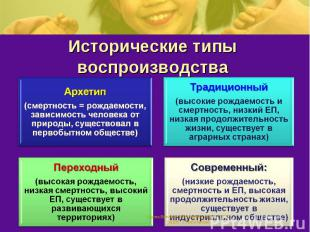 Исторические типы
воспроизводства
Архетип
(смертность = рождаемости,
зависимость человека от
природы, существовал в
первобытном обществе)
Традиционный
(высокие рождаемость и
смертность, низкий ЕП,
низкая продолжительность
жизни, существует в
аграрных странах)
Переходный
(высокая рождаемость,
низкая смертность, высокий
ЕП, существует в
развивающихся
территориях)
Современный:
(низкие рождаемость,
смертность и ЕП, высокая
продолжительность жизни,
существует в
индустриальном обществе)